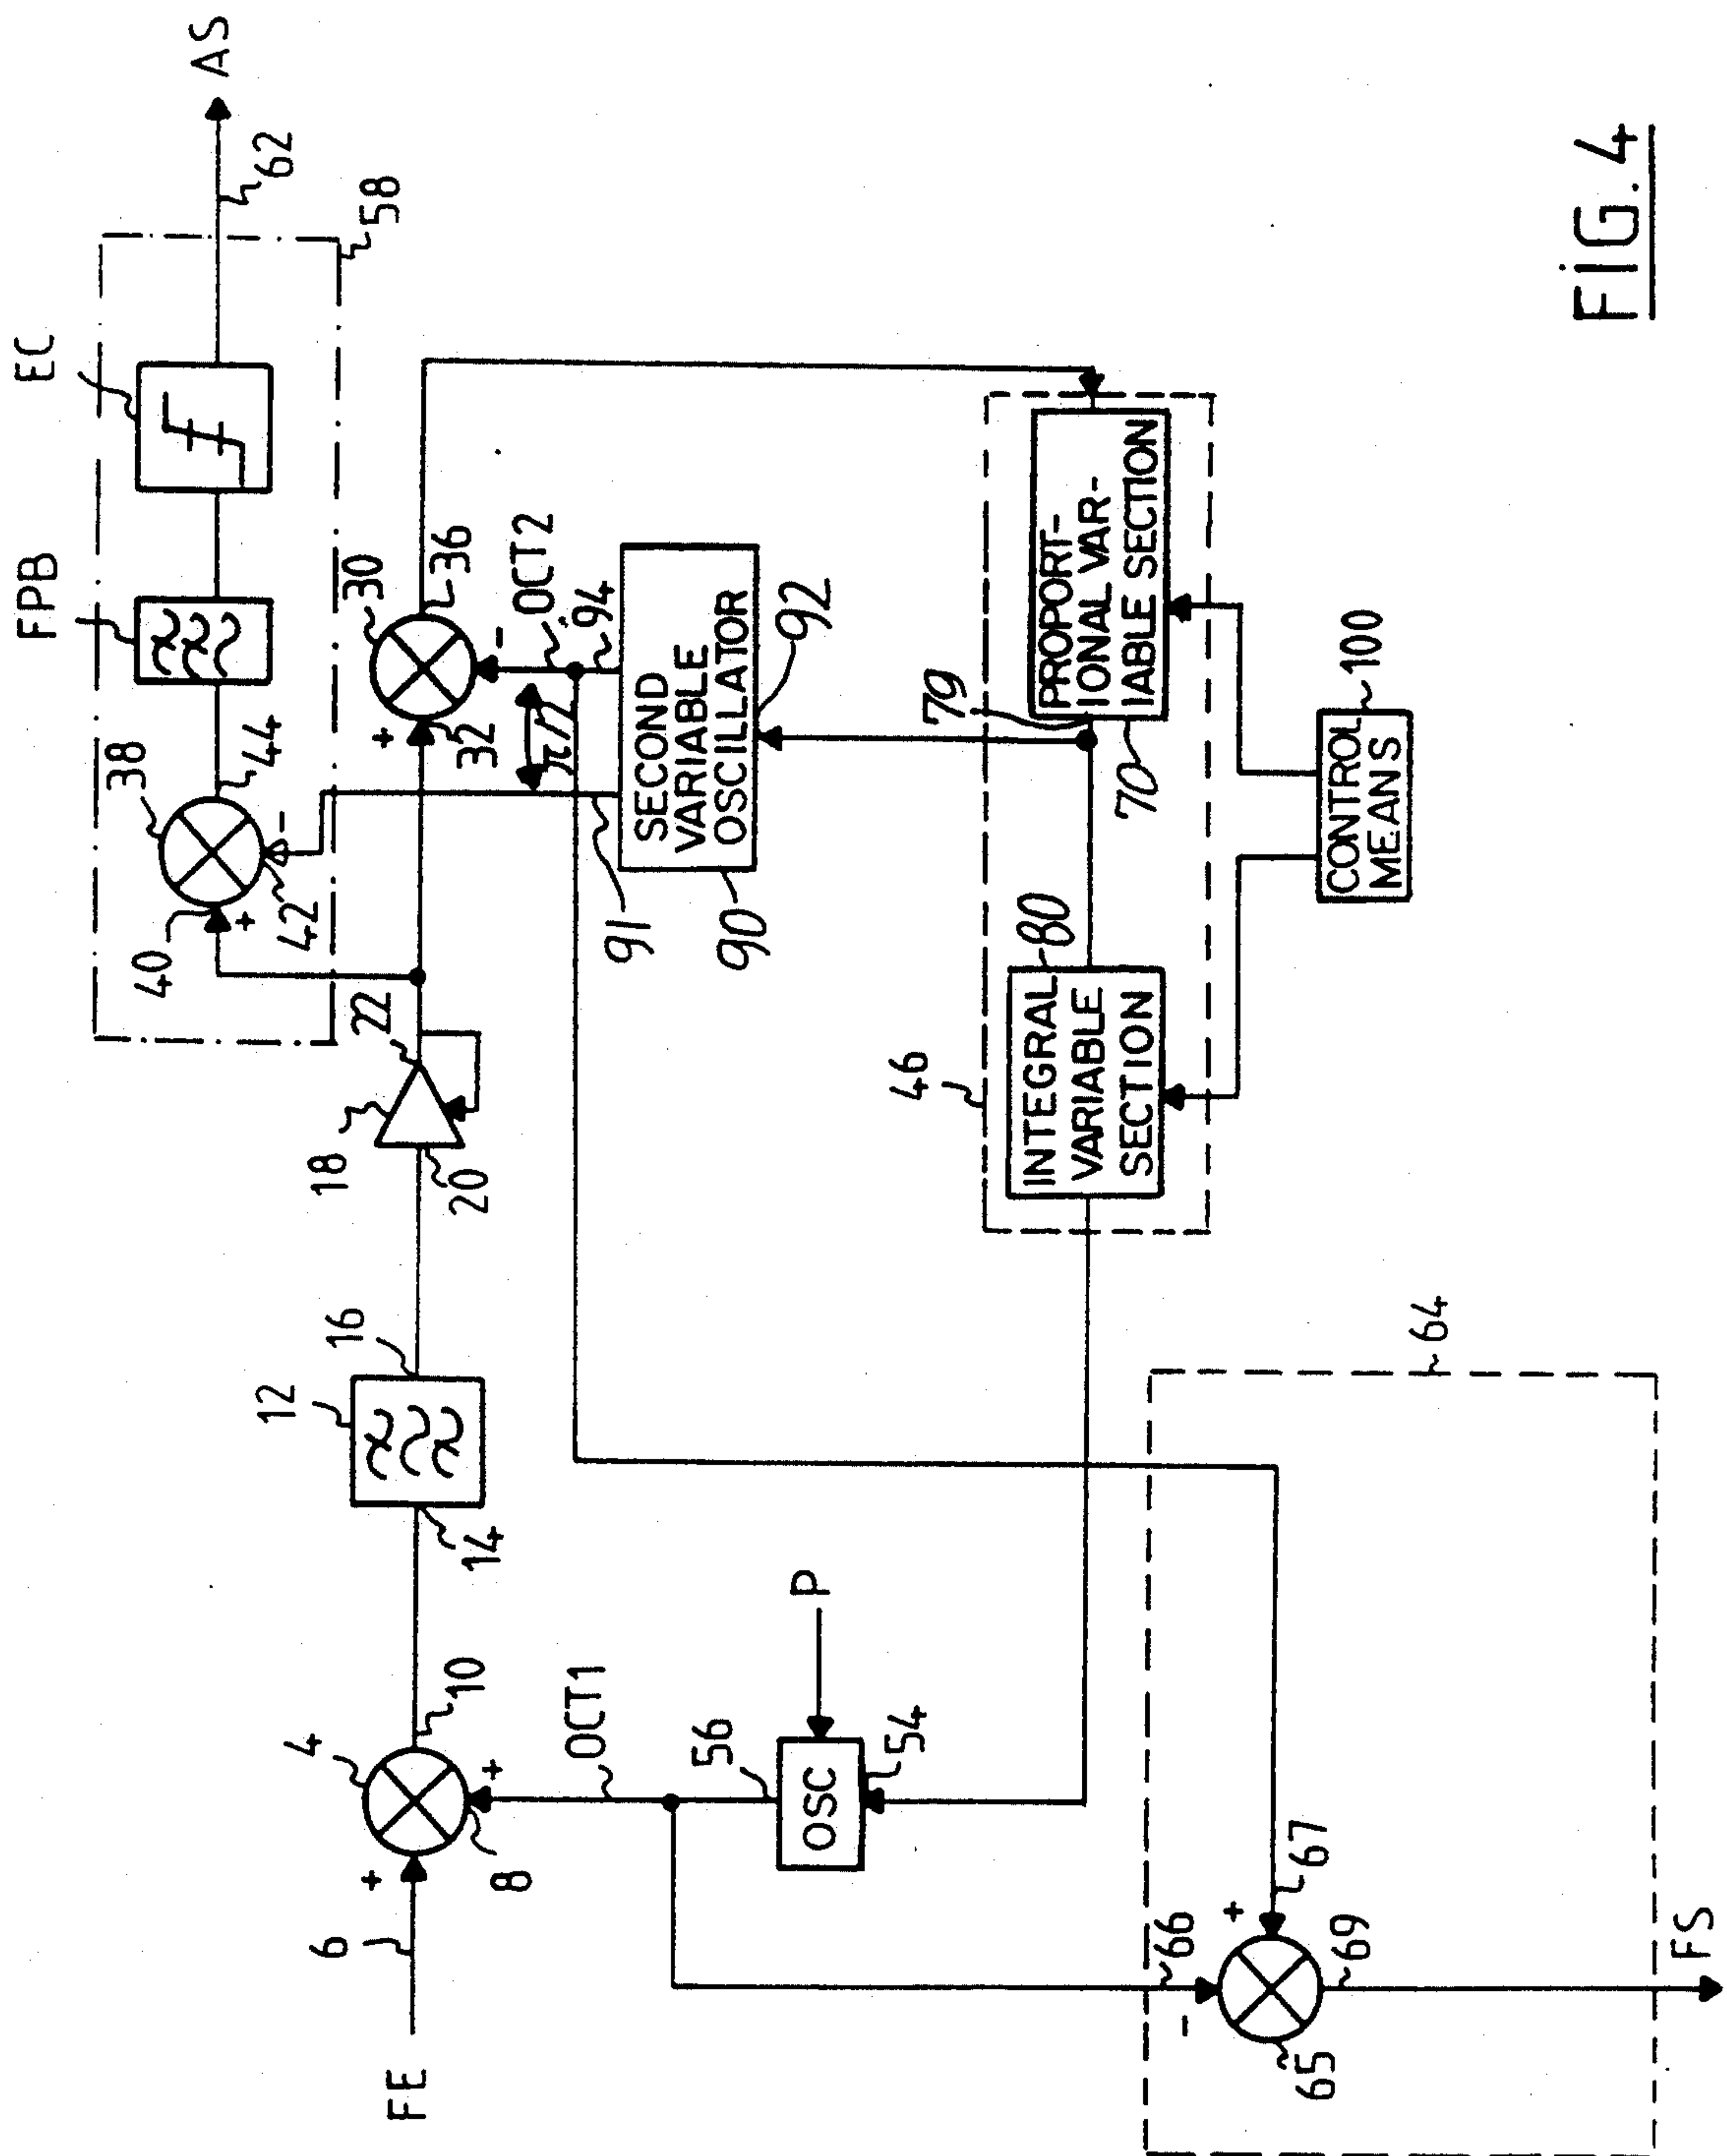 FPB
EC
AS
62
58
38
44
40
+
42
-
30
36
+
32
-
OCT2
94
π/2
12
16
14
18
20
22
FE
6
+
4
10
8
+
OCT1
56
OSC
P
54
91
90
SECOND
VARIABLE
OSCILLATOR
92
46
INTEGRAL
VARIABLE
SECTION
80
79
70
PROPORT-
IONAL VAR-
IABLE SECTION
CONTROL
MEANS
100
64
66
-
+
67
65
69
FS
FIG. 4